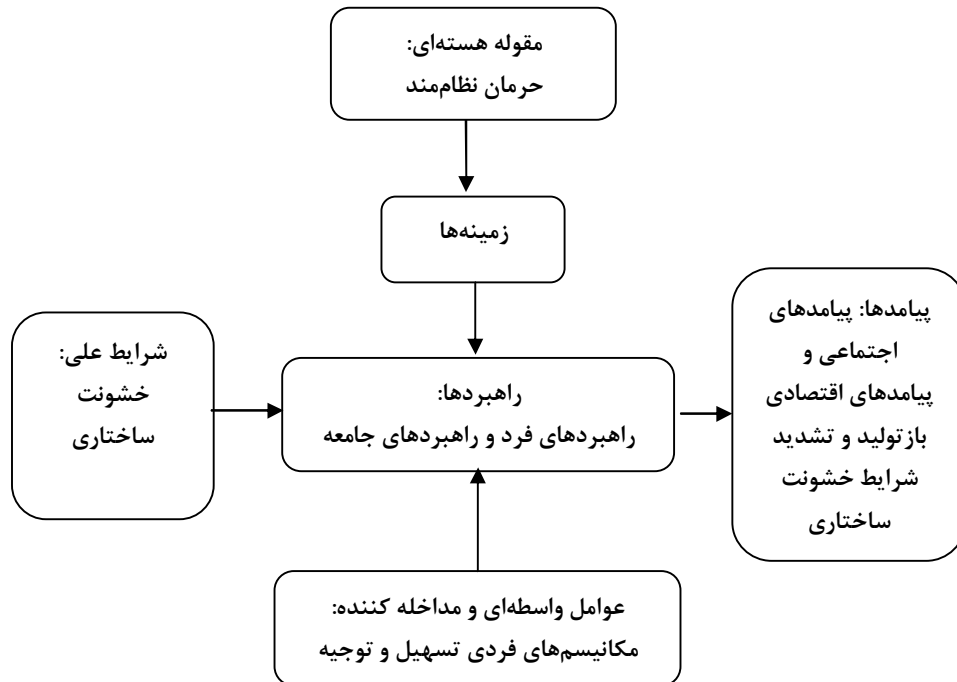 مقوله هسته‌ای:
حرمان نظام‌مند
زمینه‌ها
شرایط علی:
خشونت
ساختاری
راهبردها:
راهبردهای فرد و راهبردهای جامعه
پیامدها: پیامدهای
اجتماعی و
پیامدهای اقتصادی
بازتولید و تشدید
شرایط خشونت
ساختاری
عوامل واسطه‌ای و مداخله کننده:
مکانیسم‌های فردی تسهیل و توجیه